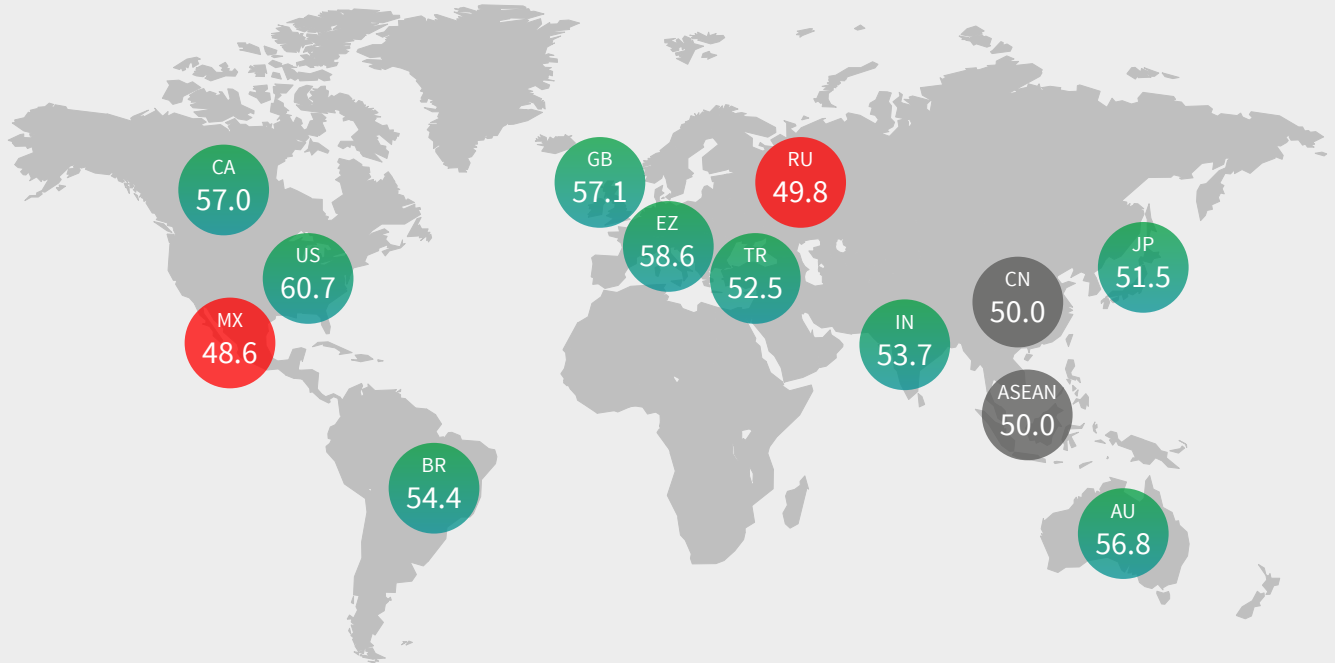 CA
57.0
US
60.7
MX
48.6
BR
54.4
GB
57.1
EZ
58.6
TR
52.5
RU
49.8
IN
53.7
CN
50.0
ASEAN
50.0
JP
51.5
AU
56.8